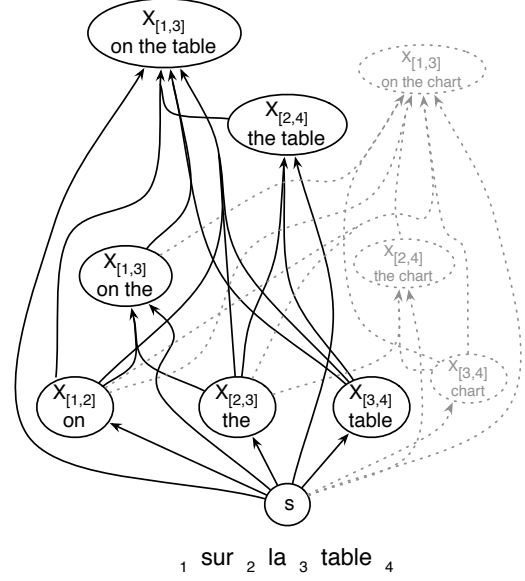 X[1,3]
on the table
X[1,3]
on the chart
X[2,4]
the table
X[1,3]
on the
X[2,4]
the chart
X[1,2]
on
X[2,3]
the
X[3,4]
table
X[3,4]
chart
s
1 sur 2 la 3 table 4